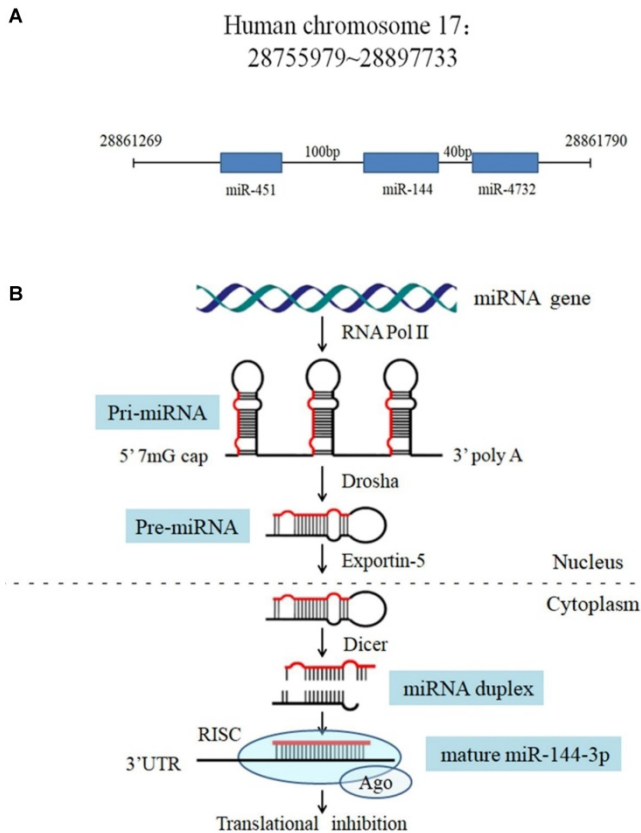 A
Human chromosome 17:
28755979~28897733
28861269
100bp
40bp
28861790
miR-451
miR-144
miR-4732
B
miRNA gene
RNA Pol II
Pri-miRNA
5' 7mG cap
3' poly A
Drosha
Pre-miRNA
Exportin-5
Nucleus
Cytoplasm
Dicer
miRNA duplex
RISC
3'UTR
mature miR-144-3p
Ago
Translational inhibition